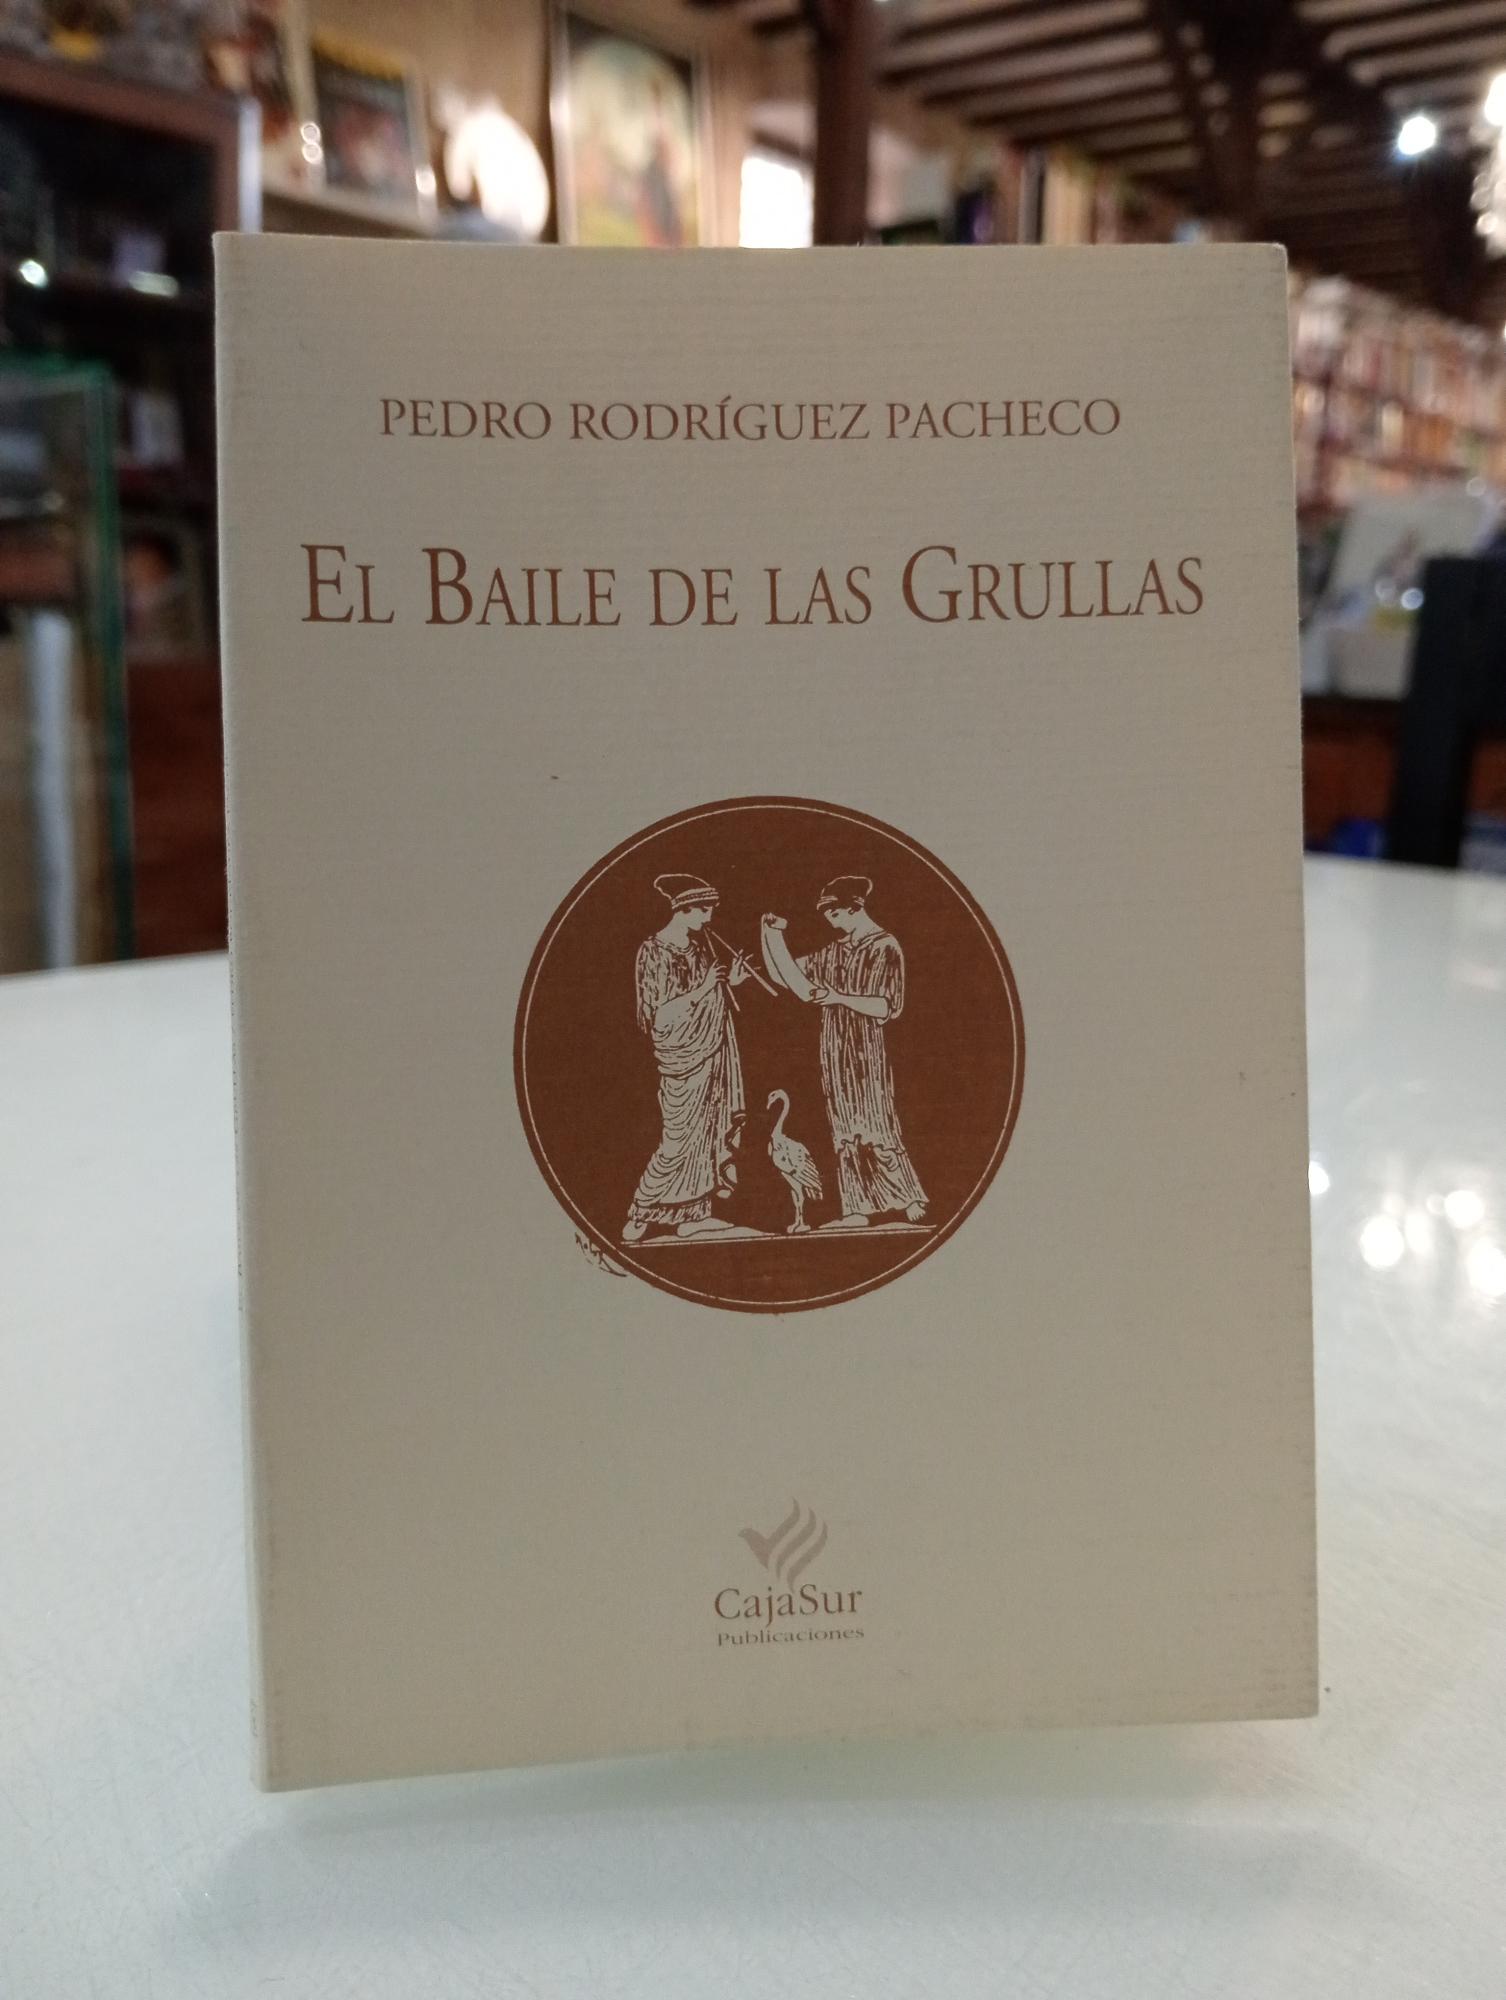 PEDRO RODRÍGUEZ PACHECO
EL BAILE DE LAS GRULLAS
CajaSur
Publicaciones